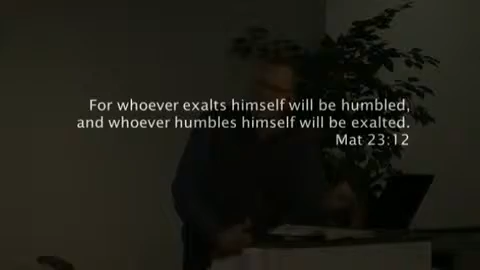 For whoever exalts himself will be humbled,
and whoever humbles himself will be exalted.
Mat 23:12